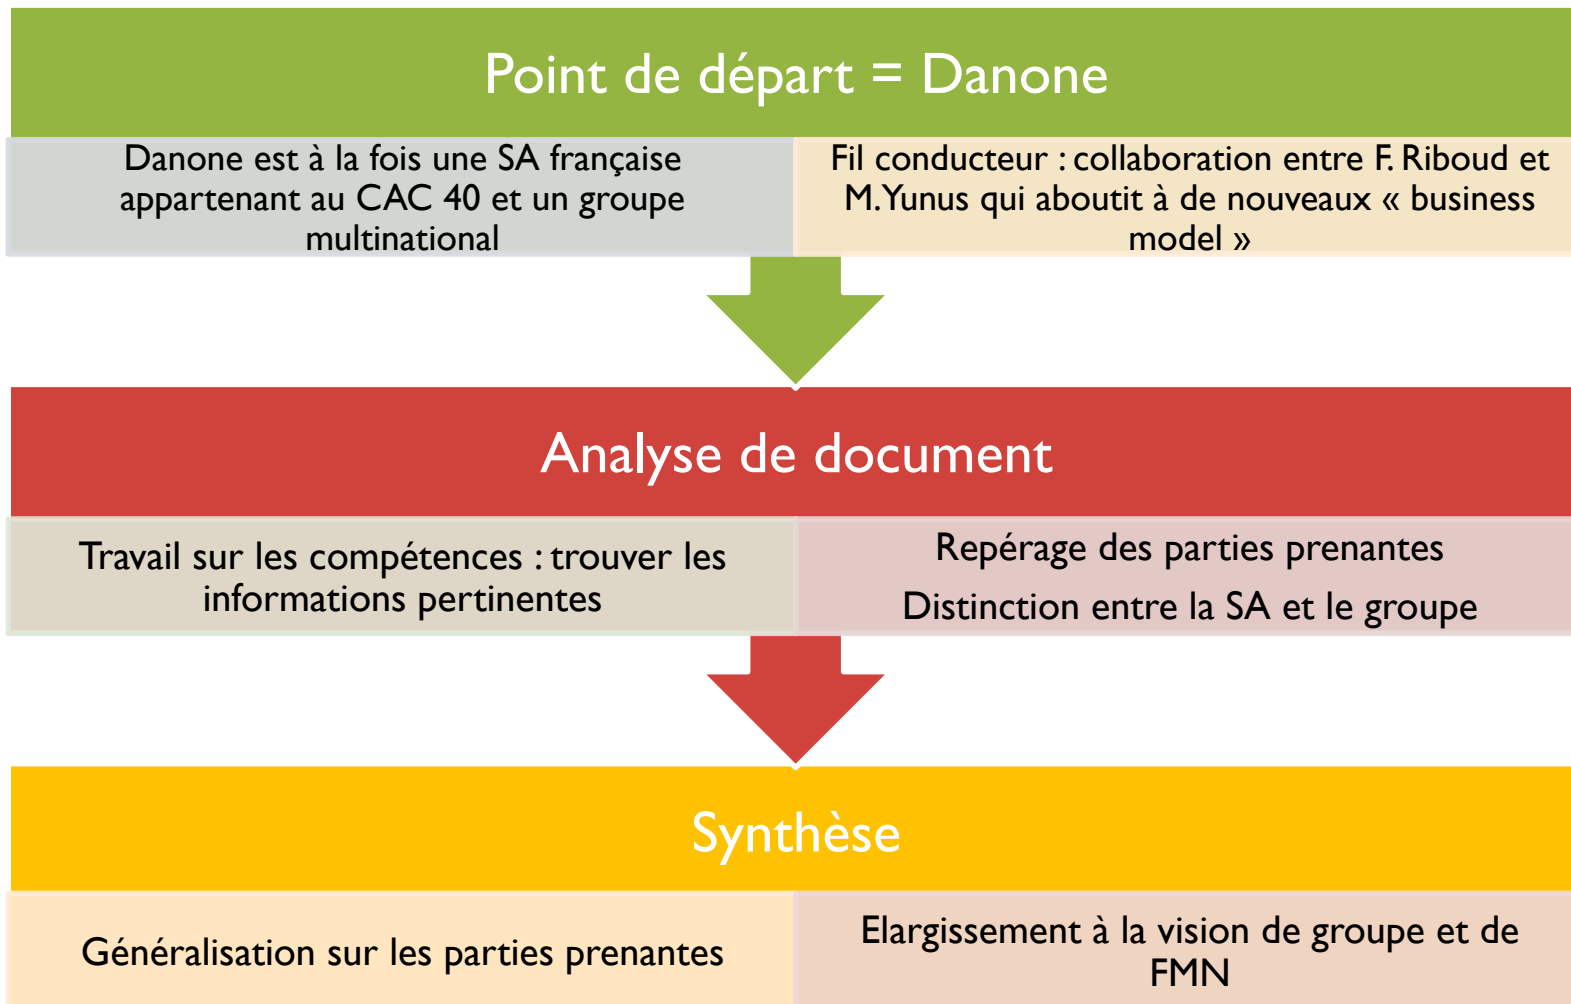 Point de départ = Danone
Danone est à la fois une SA française
appartenant au CAC 40 et un groupe
multinational
Fil conducteur : collaboration entre F. Riboud et
M. Yunus qui aboutit à de nouveaux « business
model »
Analyse de document
Travail sur les compétences : trouver les
informations pertinentes
Repérage des parties prenantes
Distinction entre la SA et le groupe
Synthèse
Généralisation sur les parties prenantes
Elargissement à la vision de groupe et de
FMN